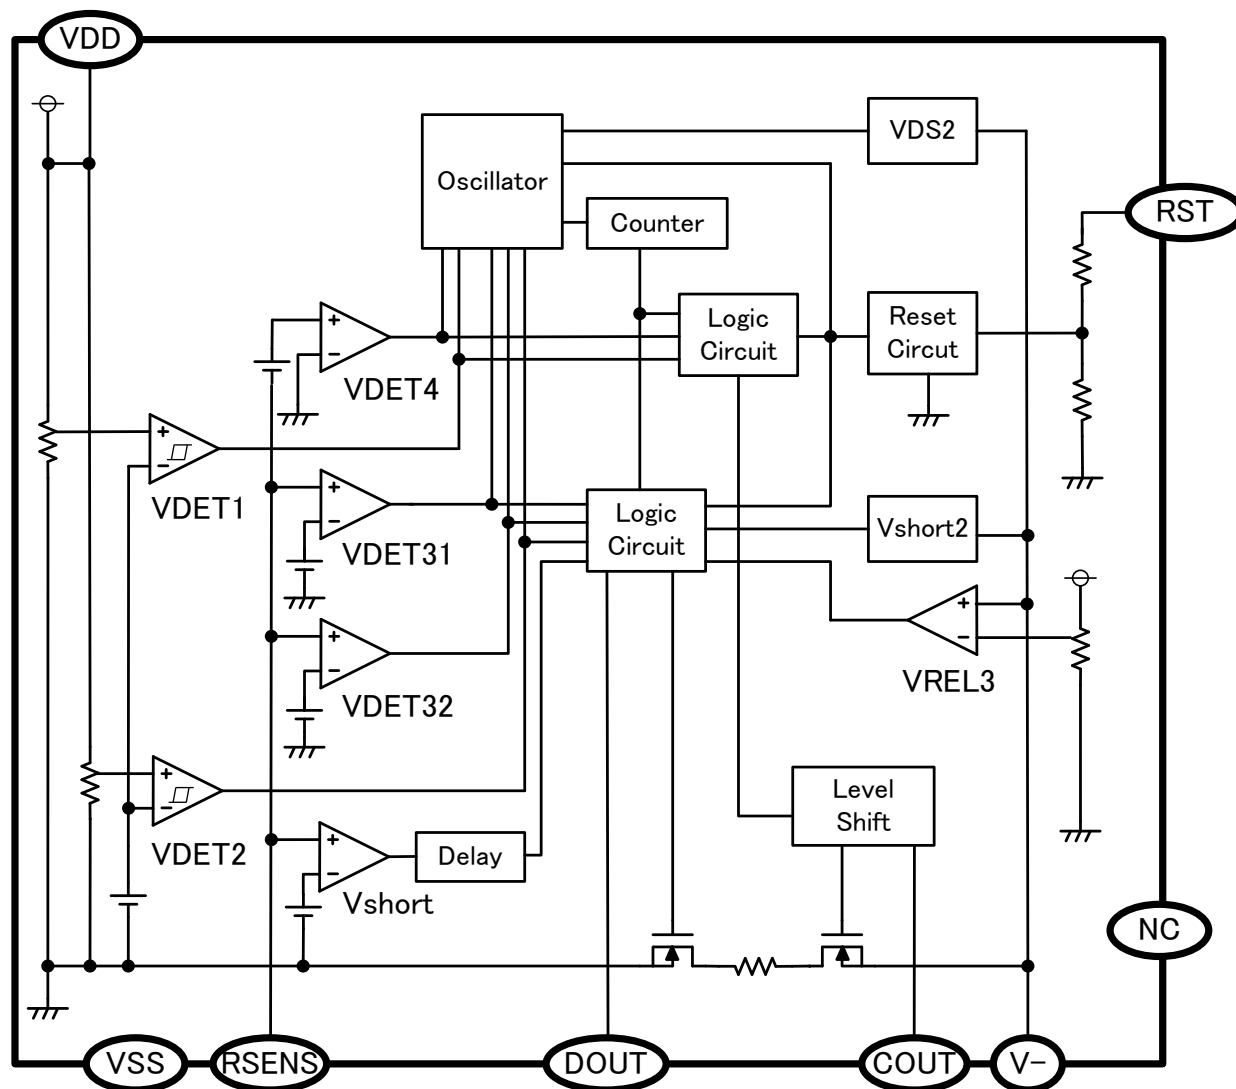 VDD
VDS2
Oscillator
RST
Counter
Logic
Circuit
Reset
Circut
+
−
VDET4
+
−
VDET1
+
−
VDET31
Logic
Circuit
Vshort2
+
−
VREL3
+
−
VDET32
+
−
VDET2
Level
Shift
+
−
Vshort
Delay
NC
VSS
RSENS
DOUT
COUT
V−